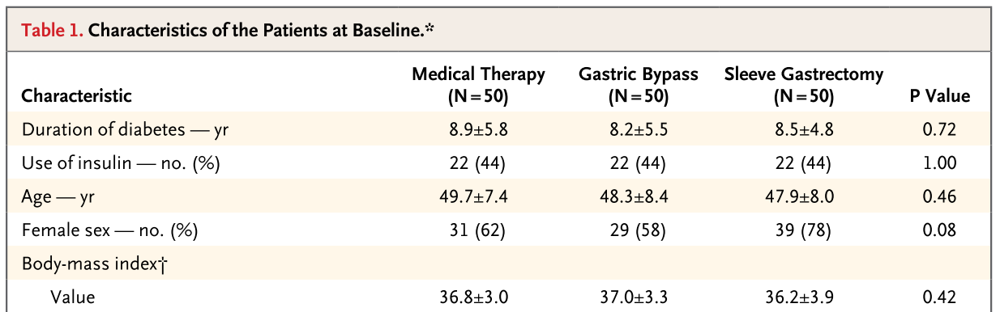 Table 1. Characteristics of the Patients at Baseline.*
Characteristic Medical Therapy (N=50) Gastric Bypass (N=50) Sleeve Gastrectomy (N=50) P Value
Duration of diabetes — yr 8.9±5.8 8.2±5.5 8.5±4.8 0.72
Use of insulin — no. (%) 22 (44) 22 (44) 22 (44) 1.00
Age — yr 49.7±7.4 48.3±8.4 47.9±8.0 0.46
Female sex — no. (%) 31 (62) 29 (58) 39 (78) 0.08
Body-mass index†
Value 36.8±3.0 37.0±3.3 36.2±3.9 0.42